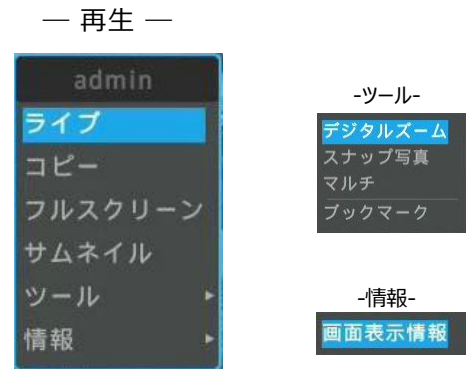 ― 再生 ―
admin
ライブ
コピー
フルスクリーン
サムネイル
ツール
情報
-ツール-
デジタルズーム
スナップ写真
マルチ
ブックマーク
-情報-
画面表示情報